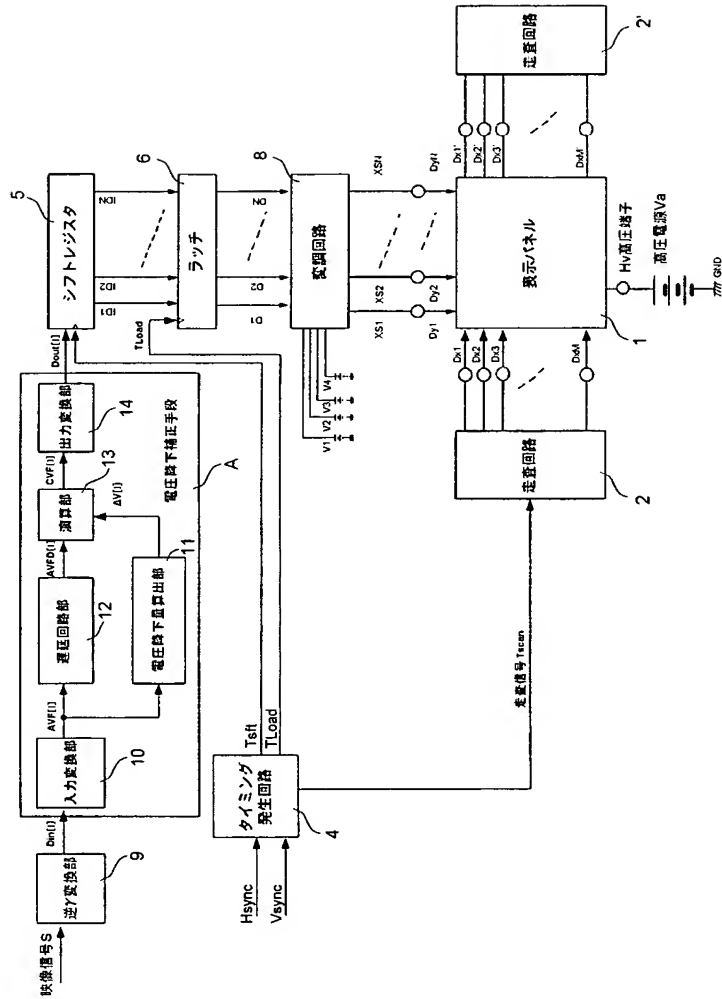 映像信号S
逆γ変換部
9
Din[I]
入力変換部
10
AVF[I]
遅延回路部
12
AVFD[I]
演算部
13
CVF[I]
出力変換部
14
電圧降下量算出部
11
ΔV[I]
電圧降下補正手段
A
Dout[I]
シフトレジスタ
5
ID1
ID2
IDN
TLoad
ラッチ
6
D1
D2
DN
変調回路
8
V1
V2
V3
V4
XS1
XS2
XSN
Dy1
Dy2
DyN
Hsync
Vsync
タイミング
発生回路
4
Tsft
TLoad
走査信号Tscan
走査回路
2
Dx1
Dx2
Dx3
DxM
表示パネル
1
Dx1'
Dx2'
Dx3'
DxM'
走査回路
2'
Hv高圧端子
高圧電源Va
GND